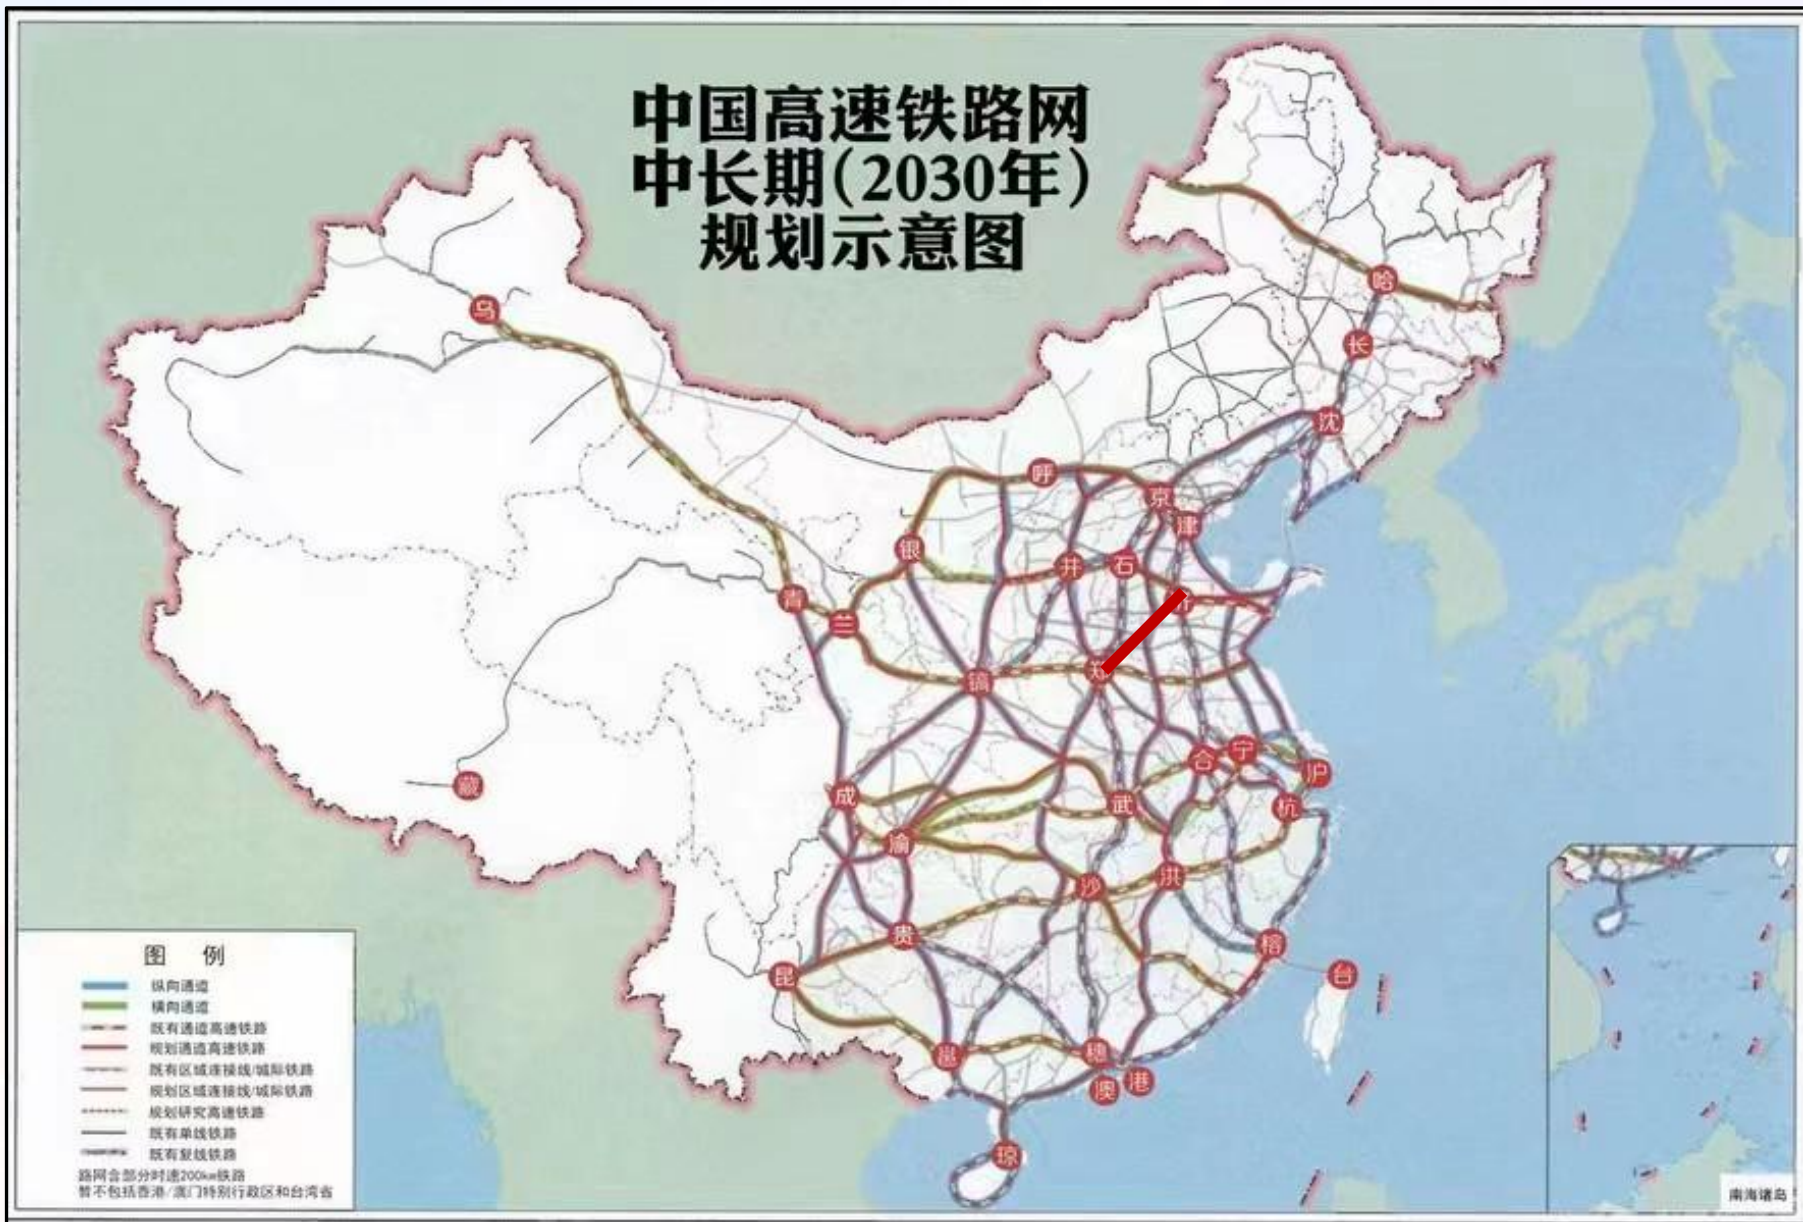 中国高速铁路网
中长期(2030年)
规划示意图
哈
乌
长
沈
呼
京
津
银
井
石
青
济
兰
镐
郑
藏
成
合
宁
沪
武
杭
渝
沙
洪
贵
榕
昆
台
邕
穗
澳
港
琼
图 例
纵向通道
横向通道
既有通道高速铁路
规划通道高速铁路
既有区域连接线/城际铁路
规划区域连接线/城际铁路
规划研究高速铁路
既有单线铁路
既有复线铁路
路网含部分时速200km铁路
暂不包括香港/澳门特别行政区和台湾省
南海诸岛